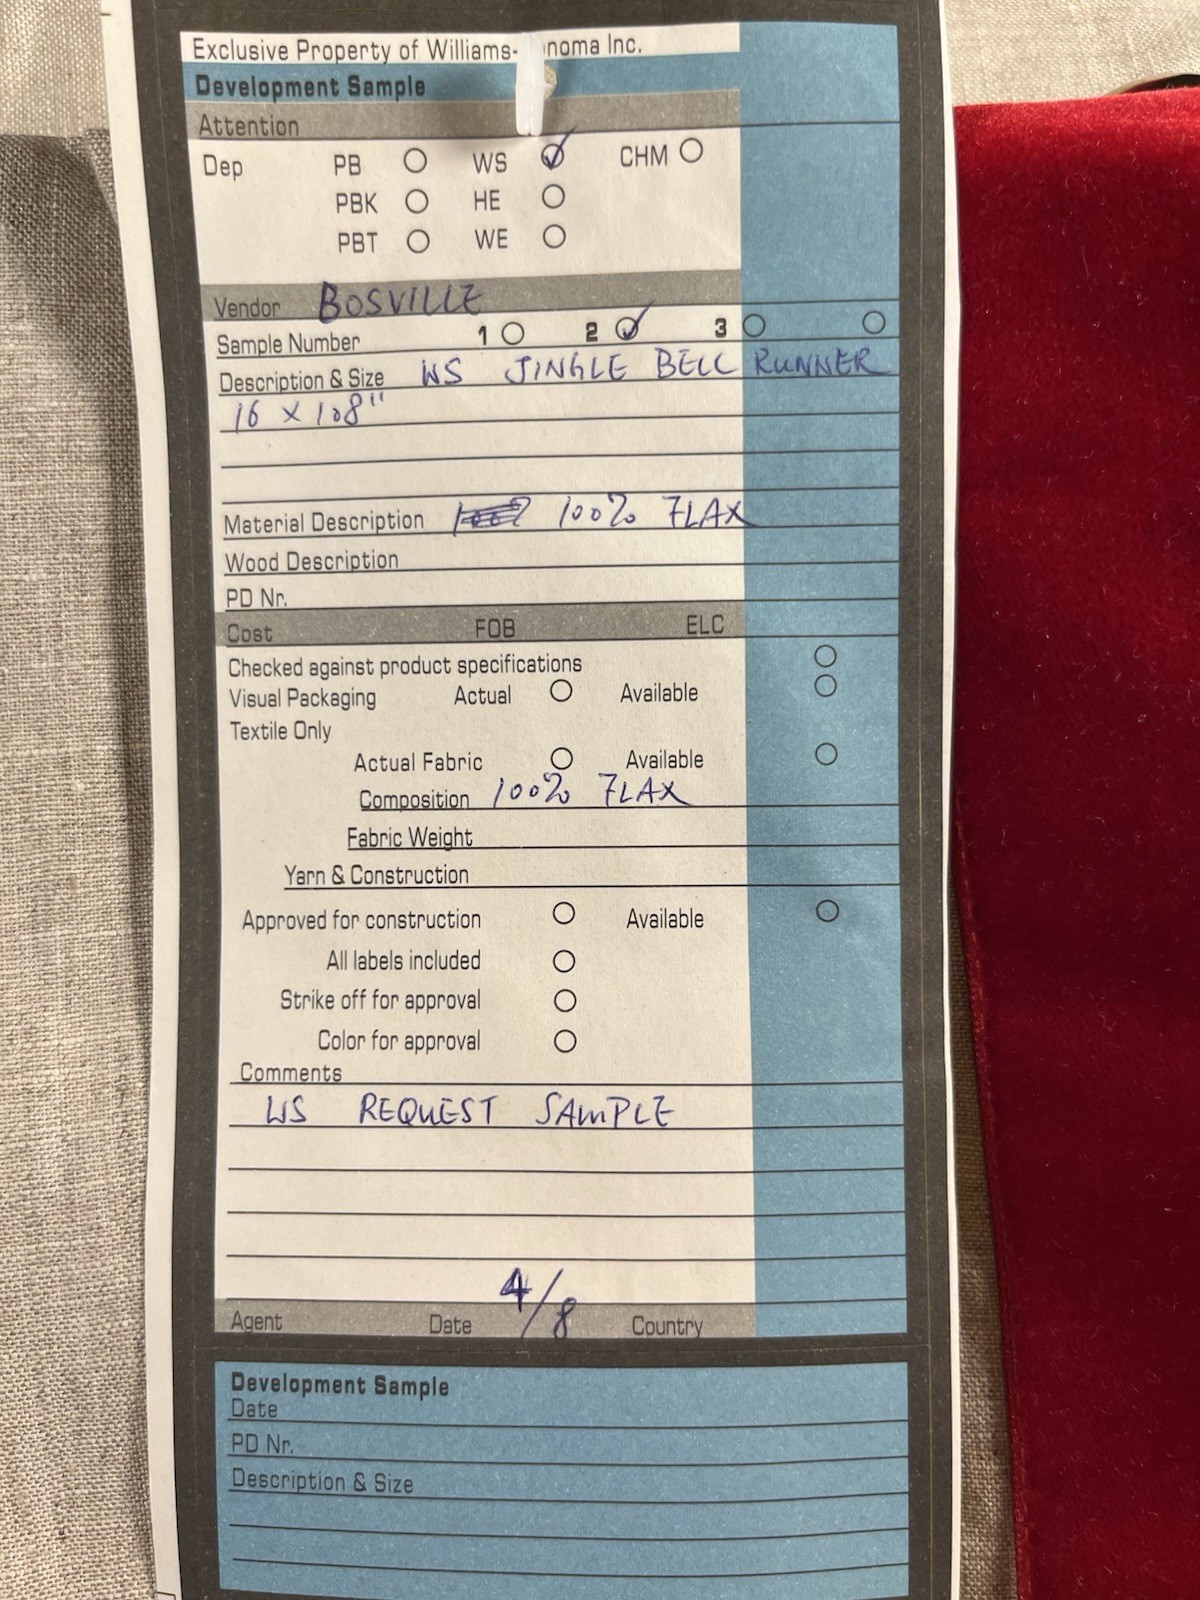 Exclusive Property of Williams- noma Inc.
Development Sample
Attention
Dep PB WS CHM
PBK HE
PBT WE
Vendor BOSVILLE
Sample Number 1 2 3
Description & Size WS JINGLE BELL RUNNER
16 x 108"
Material Description 100% FLAX
Wood Description
PD Nr.
Cost FOB ELC
Checked against product specifications
Visual Packaging Actual Available
Textile Only
Actual Fabric Available
Composition 100% FLAX
Fabric Weight
Yarn & Construction
Approved for construction Available
All labels included
Strike off for approval
Color for approval
Comments
WS REQUEST SAMPLE
Agent Date 4/8 Country
Development Sample
Date
PD Nr.
Description & Size